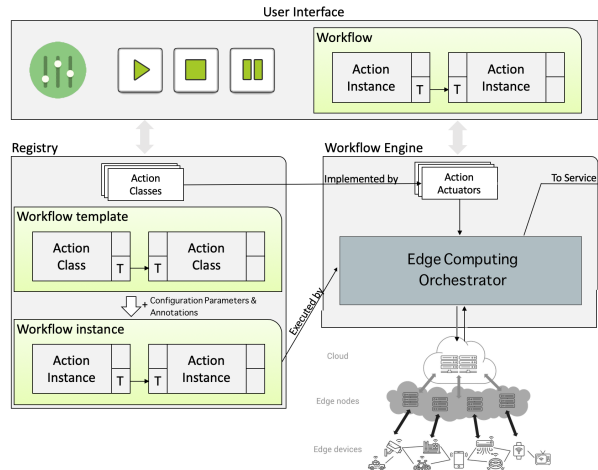 User Interface
Workflow
Action
Instance
T
T
Action
Instance
Registry
Action
Classes
Workflow template
Action
Class
T
T
Action
Class
+ Configuration Parameters &
Annotations
Workflow instance
Action
Instance
T
T
Action
Instance
Workflow Engine
Implemented by
Action
Actuators
To Service
Edge Computing
Orchestrator
Executed by
Cloud
Edge nodes
Edge devices